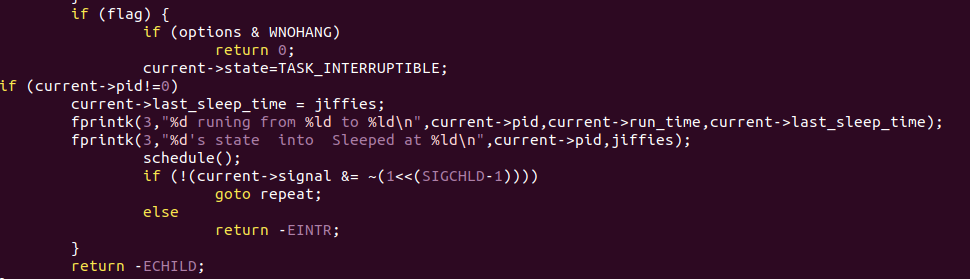 }
        if (flag) {
                if (options & WNOHANG)
                        return 0;
                current->state=TASK_INTERRUPTIBLE;
if (current->pid!=0)
        current->last_sleep_time = jiffies;
        fprintk(3,"%d runing from %ld to %ld\n",current->pid,current->run_time,current->last_sleep_time);
        fprintk(3,"%d's state  into  Sleeped at %ld\n",current->pid,jiffies);
                schedule();
                if (!(current->signal &= ~(1<<(SIGCHLD-1))))
                        goto repeat;
                else
                        return -EINTR;
        }
        return -ECHILD;